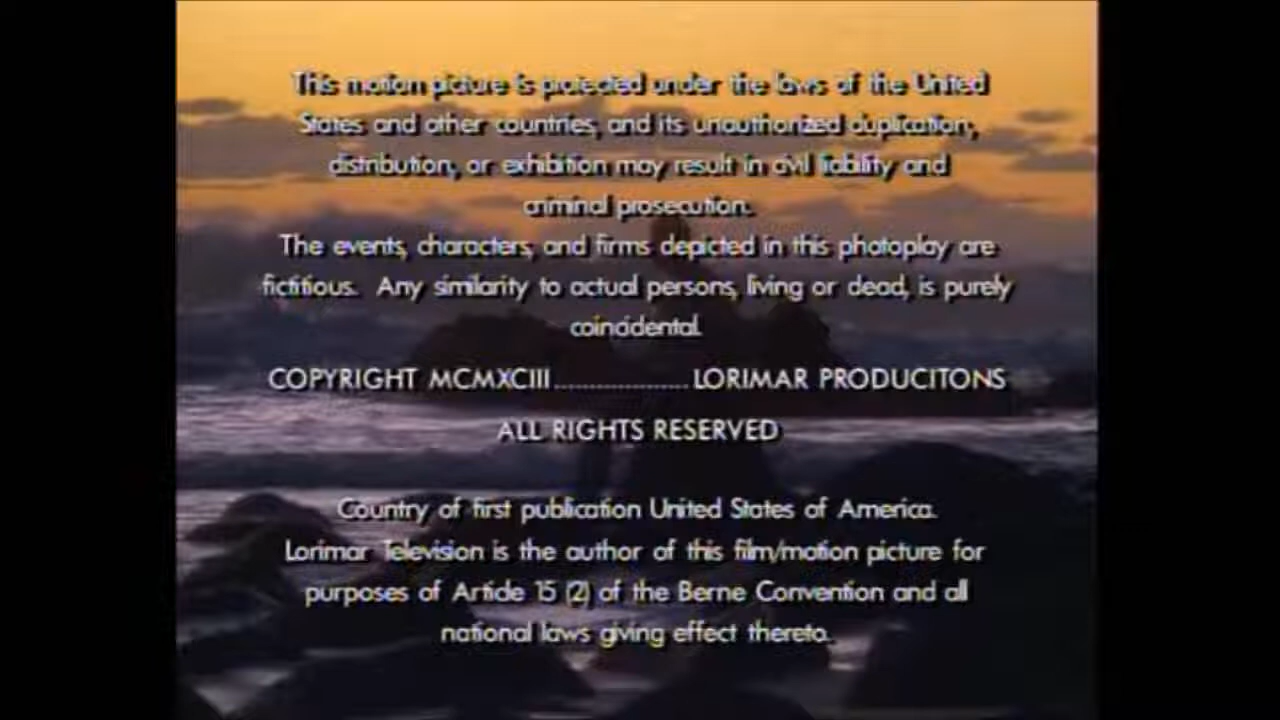 This motion picture is protected under the laws of the United
States and other countries, and its unauthorized duplication,
distribution, or exhibition may result in civil liability and
criminal prosecution.
The events, characters, and firms depicted in this photoplay are
fictitious. Any similarity to actual persons, living or dead, is purely
coincidental.
COPYRIGHT MCMXCIII...................LORIMAR PRODUCITONS
ALL RIGHTS RESERVED
Country of first publication United States of America.
Lorimar Television is the author of this film/motion picture for
purposes of Article 15 (2) of the Berne Convention and all
national laws giving effect thereto.